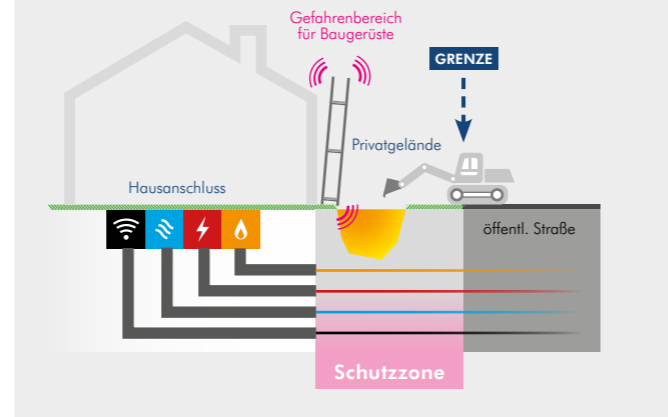 Gefahrenbereich
für Baugerüste
GRENZE
Privatgelände
Hausanschluss
öffentl. Straße
Schutzzone